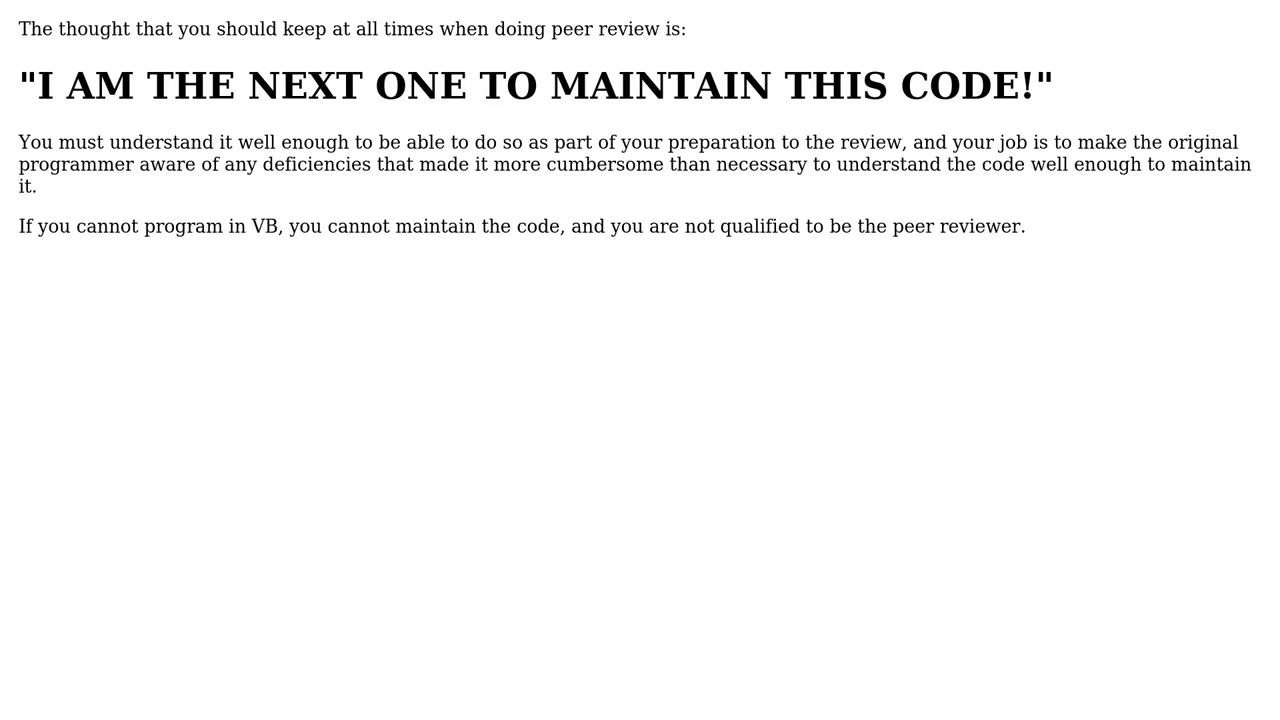 The thought that you should keep at all times when doing peer review is:
"I AM THE NEXT ONE TO MAINTAIN THIS CODE!"
You must understand it well enough to be able to do so as part of your preparation to the review, and your job is to make the original
programmer aware of any deficiencies that made it more cumbersome than necessary to understand the code well enough to maintain
it.
If you cannot program in VB, you cannot maintain the code, and you are not qualified to be the peer reviewer.